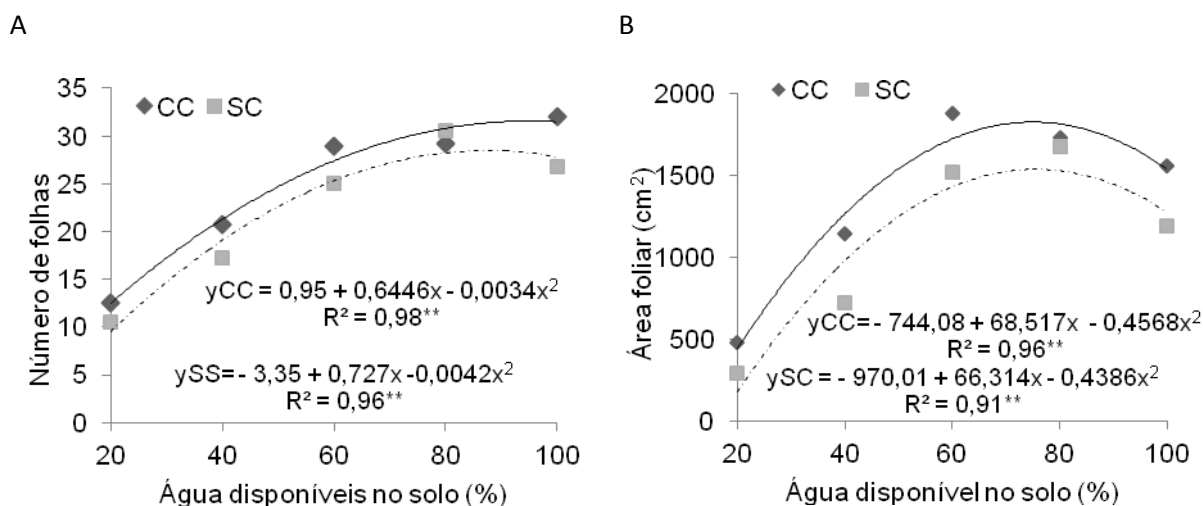 A
Número de folhas
35
30
25
20
15
10
5
0
CC SC
yCC = 0,95 + 0,6446x - 0,0034x²
R² = 0,98**
ySS = - 3,35 + 0,727x -0,0042x²
R² = 0,96**
20 40 60 80 100
Água disponíveis no solo (%)
B
Área foliar (cm²)
2000
1500
1000
500
0
CC SC
yCC= - 744,08 + 68,517x - 0,4568x²
R² = 0,96**
ySC= - 970,01 + 66,314x - 0,4386x²
R² = 0,91**
20 40 60 80 100
Água disponível no solo (%)